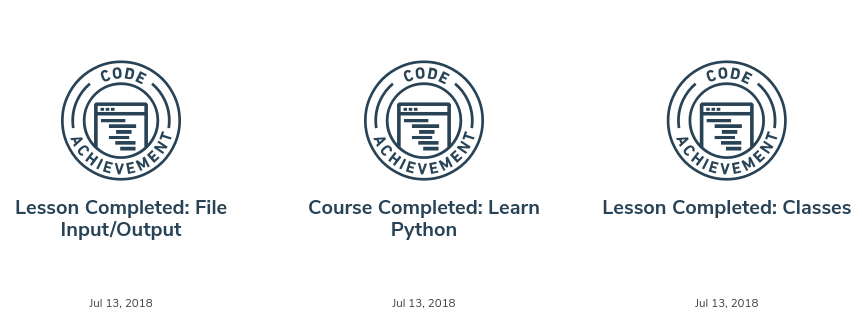 CODE
ACHIEVEMENT
Lesson Completed: File
Input/Output
Jul 13, 2018
CODE
ACHIEVEMENT
Course Completed: Learn
Python
Jul 13, 2018
CODE
ACHIEVEMENT
Lesson Completed: Classes
Jul 13, 2018